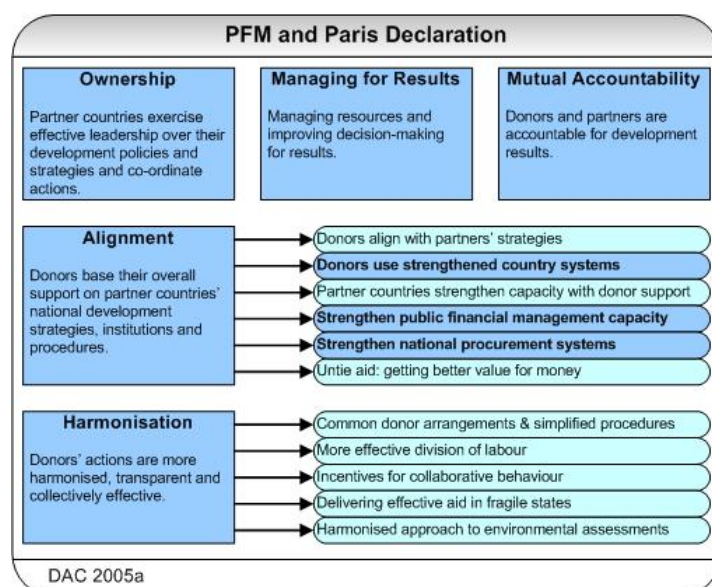 PFM and Paris Declaration
Ownership
Partner countries exercise
effective leadership over their
development policies and
strategies and co-ordinate
actions.
Managing for Results
Managing resources and
improving decision-making
for results.
Mutual Accountability
Donors and partners are
accountable for development
results.
Alignment
Donors base their overall
support on partner countries'
national development
strategies, institutions and
procedures.
Donors align with partners' strategies
Donors use strengthened country systems
Partner countries strengthen capacity with donor support
Strengthen public financial management capacity
Strengthen national procurement systems
Untie aid: getting better value for money
Harmonisation
Donors' actions are more
harmonised, transparent and
collectively effective.
Common donor arrangements & simplified procedures
More effective division of labour
Incentives for collaborative behaviour
Delivering effective aid in fragile states
Harmonised approach to environmental assessments
DAC 2005a